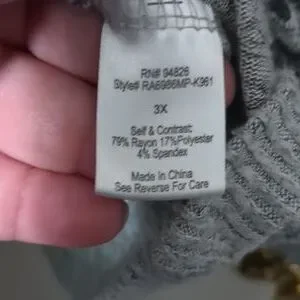 RN# 94826
Style# RA6986MP-K361
3X
Self & Contrast:
79% Rayon 17%Polyester
4% Spandex
Made in China
See Reverse For Care